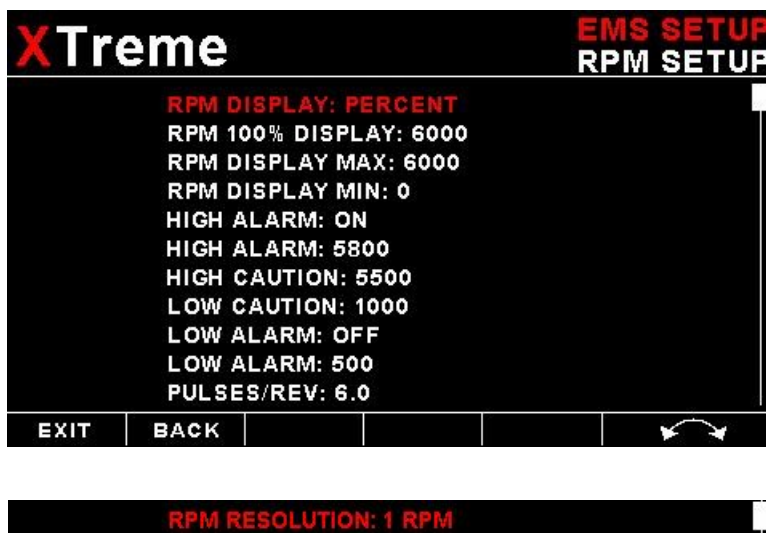 XTreme
EMS SETUP
RPM SETUP
RPM DISPLAY: PERCENT
RPM 100% DISPLAY: 6000
RPM DISPLAY MAX: 6000
RPM DISPLAY MIN: 0
HIGH ALARM: ON
HIGH ALARM: 5800
HIGH CAUTION: 5500
LOW CAUTION: 1000
LOW ALARM: OFF
LOW ALARM: 500
PULSES/REV: 6.0
EXIT BACK
RPM RESOLUTION: 1 RPM